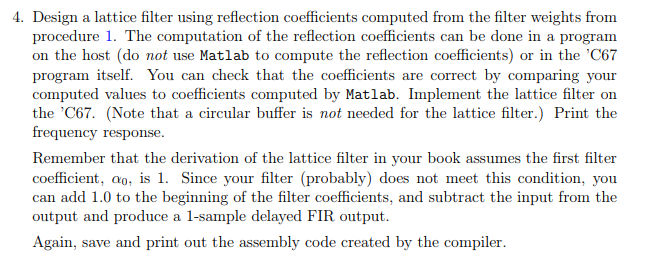 4. Design a lattice filter using reflection coefficients computed from the filter weights from
procedure 1. The computation of the reflection coefficients can be done in a program
on the host (do not use Matlab to compute the reflection coefficients) or in the 'C67
program itself. You can check that the coefficients are correct by comparing your
computed values to coefficients computed by Matlab. Implement the lattice filter on
the 'C67. (Note that a circular buffer is not needed for the lattice filter.) Print the
frequency response.
Remember that the derivation of the lattice filter in your book assumes the first filter
coefficient, α₀, is 1. Since your filter (probably) does not meet this condition, you
can add 1.0 to the beginning of the filter coefficients, and subtract the input from the
output and produce a 1-sample delayed FIR output.
Again, save and print out the assembly code created by the compiler.